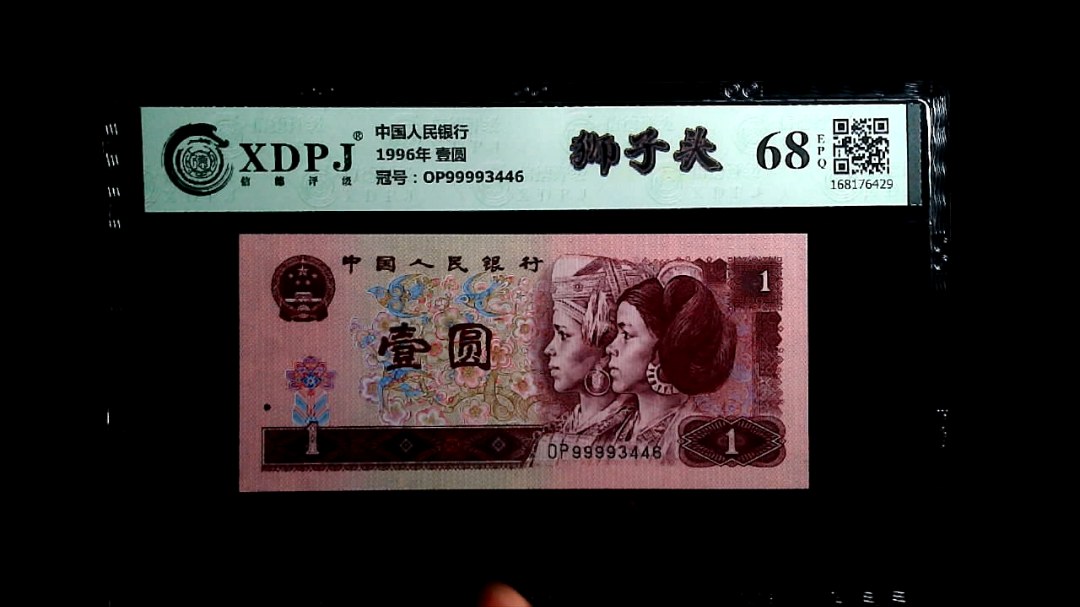 XDPJ®
信德评级
中国人民银行
1996年 壹圆
冠号：OP99993446
狮子头
68
EPQ
168176429
中国人民银行
1
壹圆
1
OP99993446
1